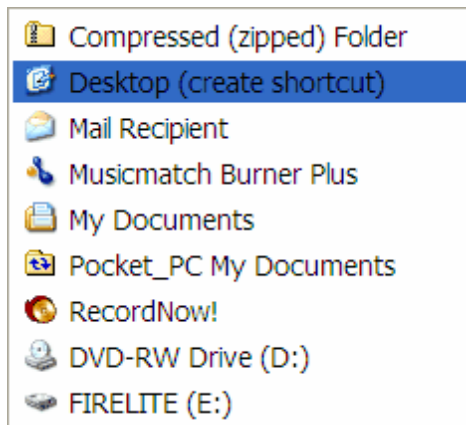 Compressed (zipped) Folder
Desktop (create shortcut)
Mail Recipient
Musicmatch Burner Plus
My Documents
Pocket_PC My Documents
RecordNow!
DVD-RW Drive (D:)
FIRELITE (E:)